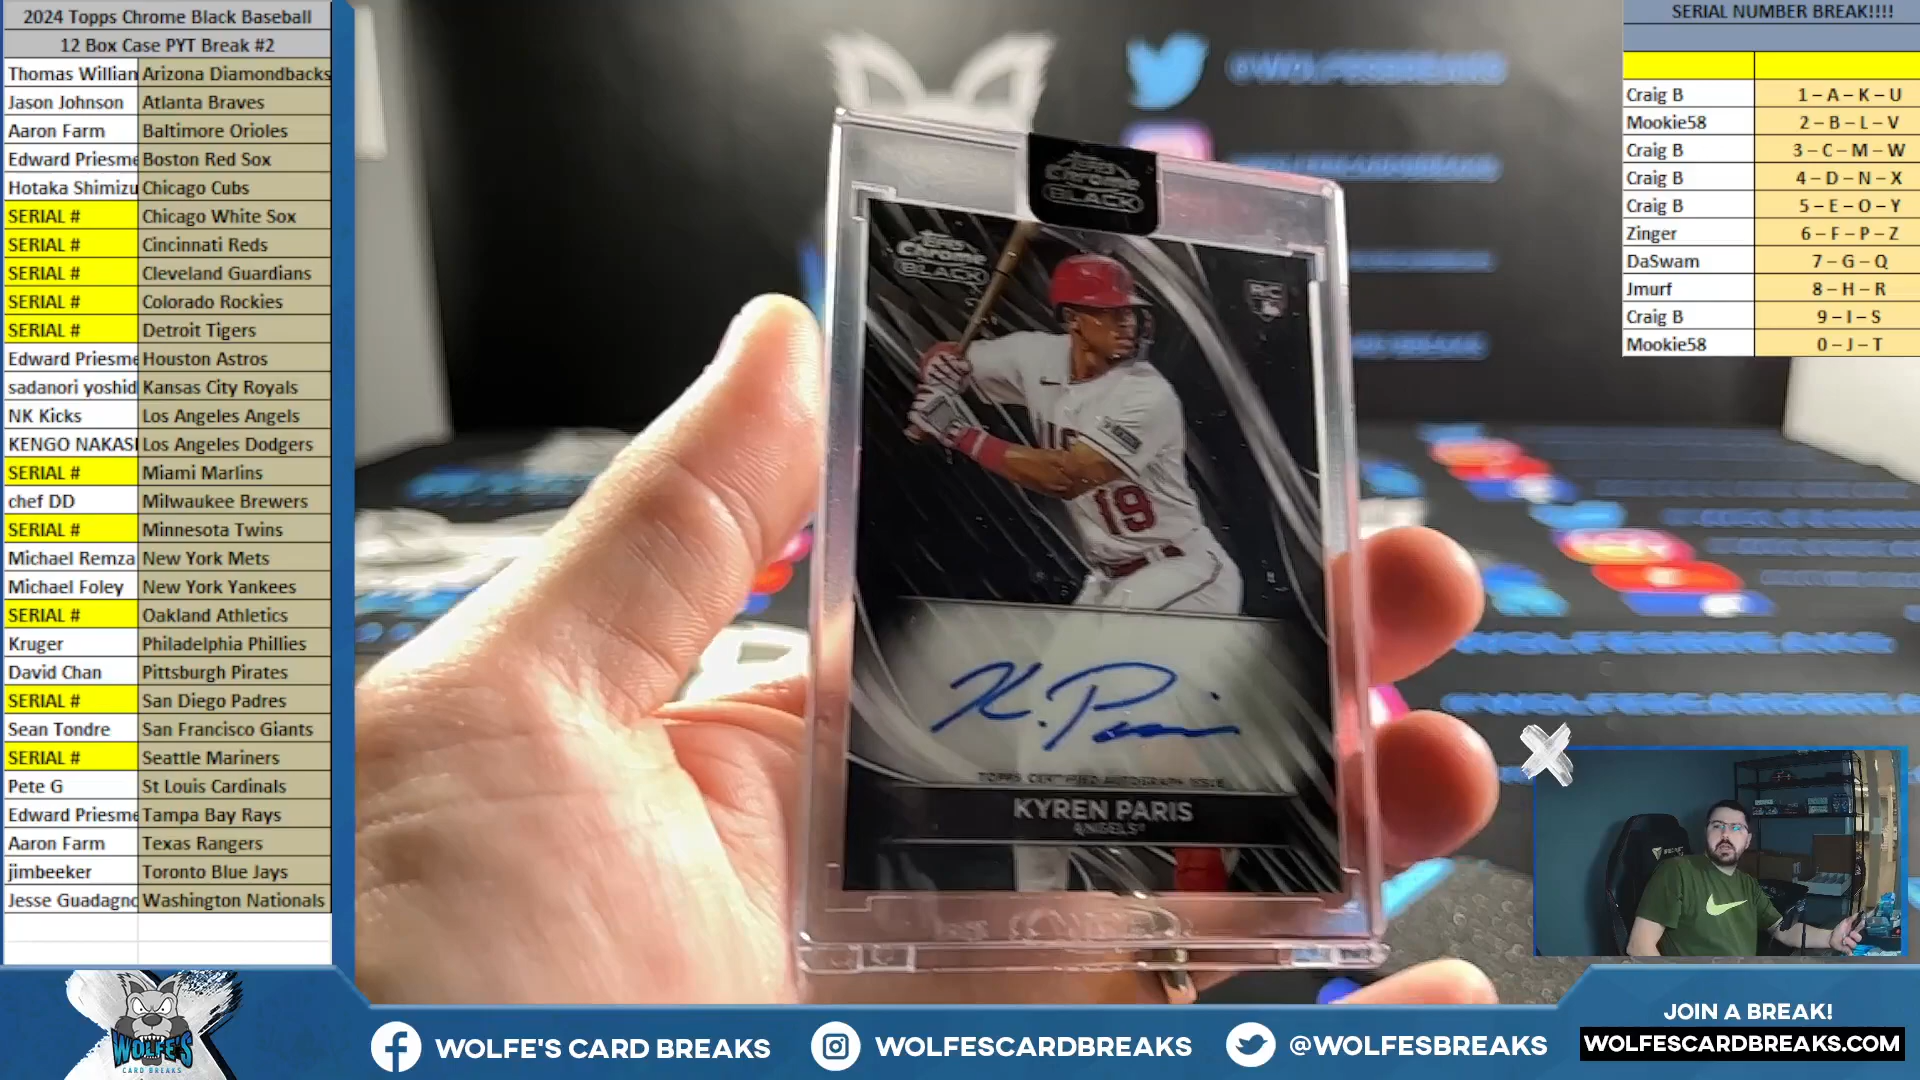 2024 Topps Chrome Black Baseball
12 Box Case PYT Break #2
Thomas Willian Arizona Diamondbacks
Jason Johnson Atlanta Braves
Aaron Farm Baltimore Orioles
Edward Priesme Boston Red Sox
Hotaka Shimizu Chicago Cubs
SERIAL # Chicago White Sox
SERIAL # Cincinnati Reds
SERIAL # Cleveland Guardians
SERIAL # Colorado Rockies
SERIAL # Detroit Tigers
Edward Priesme Houston Astros
sadanori yoshid Kansas City Royals
NK Kicks Los Angeles Angels
KENGO NAKASI Los Angeles Dodgers
SERIAL # Miami Marlins
chef DD Milwaukee Brewers
SERIAL # Minnesota Twins
Michael Remza New York Mets
Michael Foley New York Yankees
SERIAL # Oakland Athletics
Kruger Philadelphia Phillies
David Chan Pittsburgh Pirates
SERIAL # San Diego Padres
Sean Tondre San Francisco Giants
SERIAL # Seattle Mariners
Pete G St Louis Cardinals
Edward Priesme Tampa Bay Rays
Aaron Farm Texas Rangers
jimbeeker Toronto Blue Jays
Jesse Guadagno Washington Nationals
@WOLFESBREAKS
Topps
Chrome
BLACK
Topps
Chrome
BLACK
RC
19
K. Paris
TOPPS CERTIFIED AUTOGRAPH ISSUE
KYREN PARIS
ANGELS
SERIAL NUMBER BREAK!!!!
Craig B 1 – A – K – U
Mookie58 2 – B – L – V
Craig B 3 – C – M – W
Craig B 4 – D – N – X
Craig B 5 – E – O – Y
Zinger 6 – F – P – Z
DaSwam 7 – G – Q
Jmurf 8 – H – R
Craig B 9 – I – S
Mookie58 0 – J – T
WOLFE'S
CARD BREAKS
WOLFE'S CARD BREAKS
WOLFESCARDBREAKS
@WOLFESBREAKS
JOIN A BREAK!
WOLFESCARDBREAKS.COM